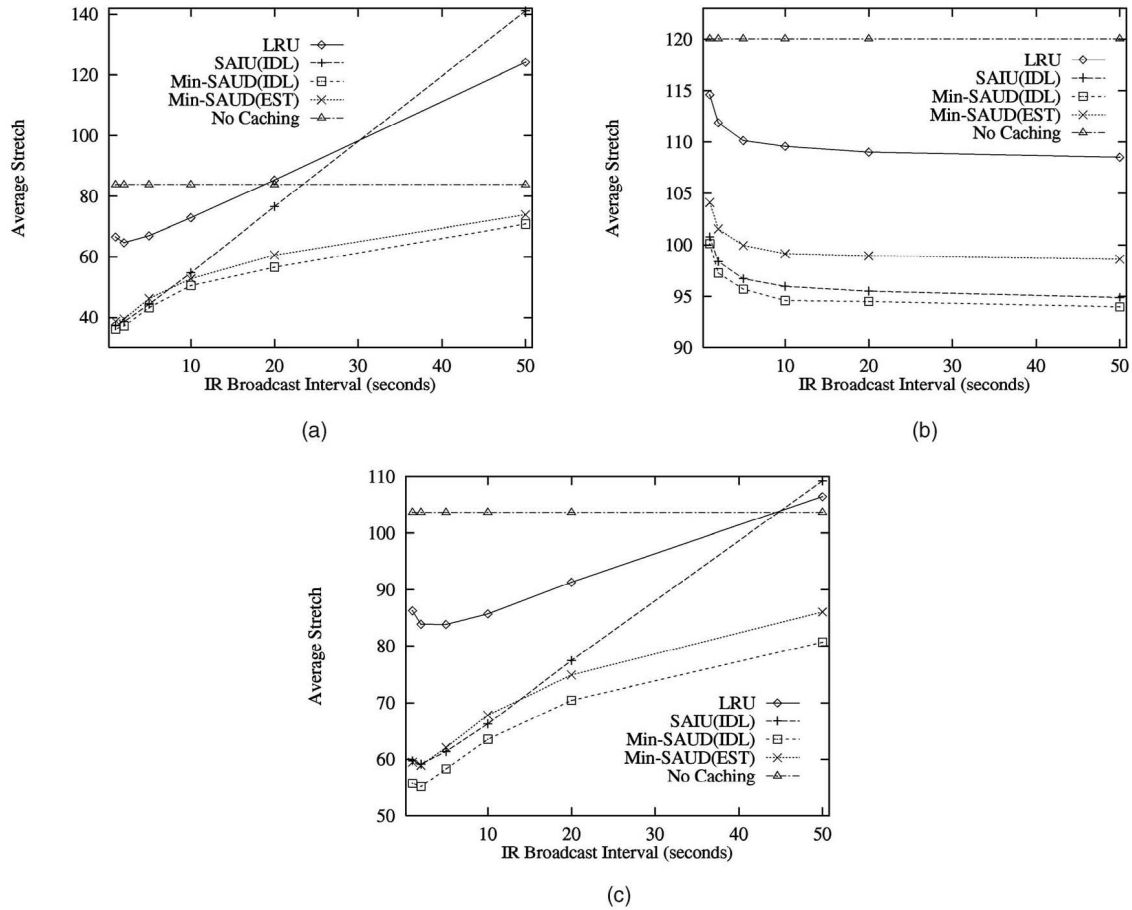 140
120
100
80
60
40
Average Stretch
LRU
SAIU(IDL)
Min-SAUD(IDL)
Min-SAUD(EST)
No Caching
10 20 30 40 50
IR Broadcast Interval (seconds)
(a)
120
115
110
105
100
95
90
Average Stretch
LRU
SAIU(IDL)
Min-SAUD(IDL)
Min-SAUD(EST)
No Caching
10 20 30 40 50
IR Broadcast Interval (seconds)
(b)
110
100
90
80
70
60
50
Average Stretch
LRU
SAIU(IDL)
Min-SAUD(IDL)
Min-SAUD(EST)
No Caching
10 20 30 40 50
IR Broadcast Interval (seconds)
(c)